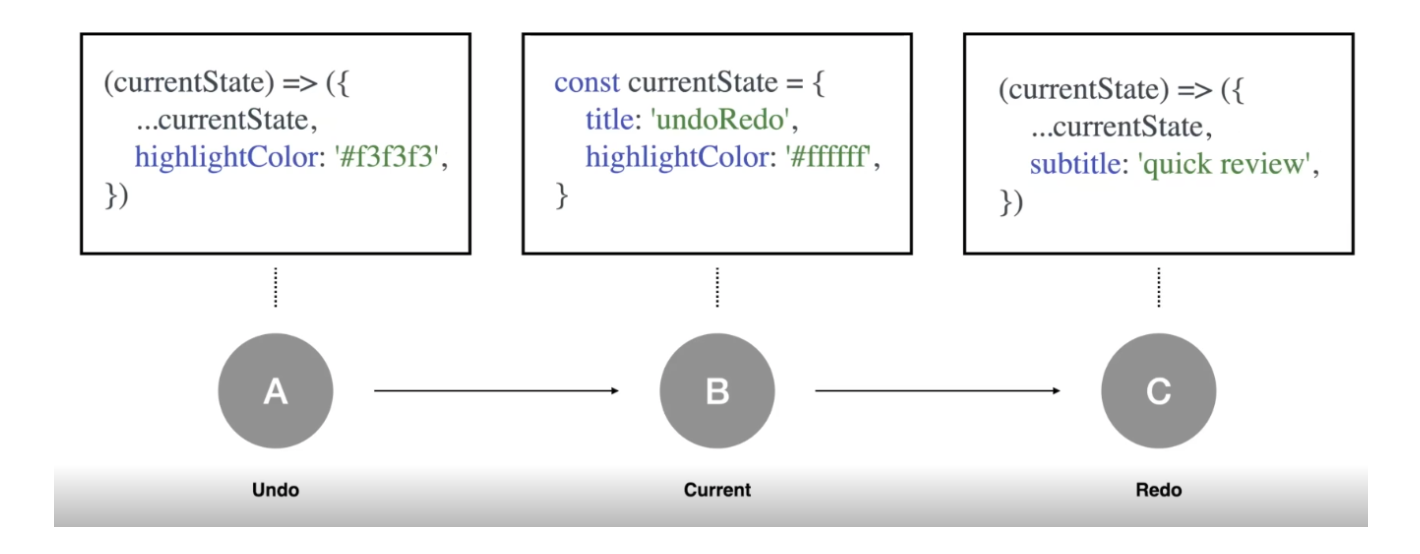 (currentState) => ({
...currentState,
highlightColor: '#f3f3f3',
})
const currentState = {
title: 'undoRedo',
highlightColor: '#ffffff',
}
(currentState) => ({
...currentState,
subtitle: 'quick review',
})
A
B
C
Undo
Current
Redo